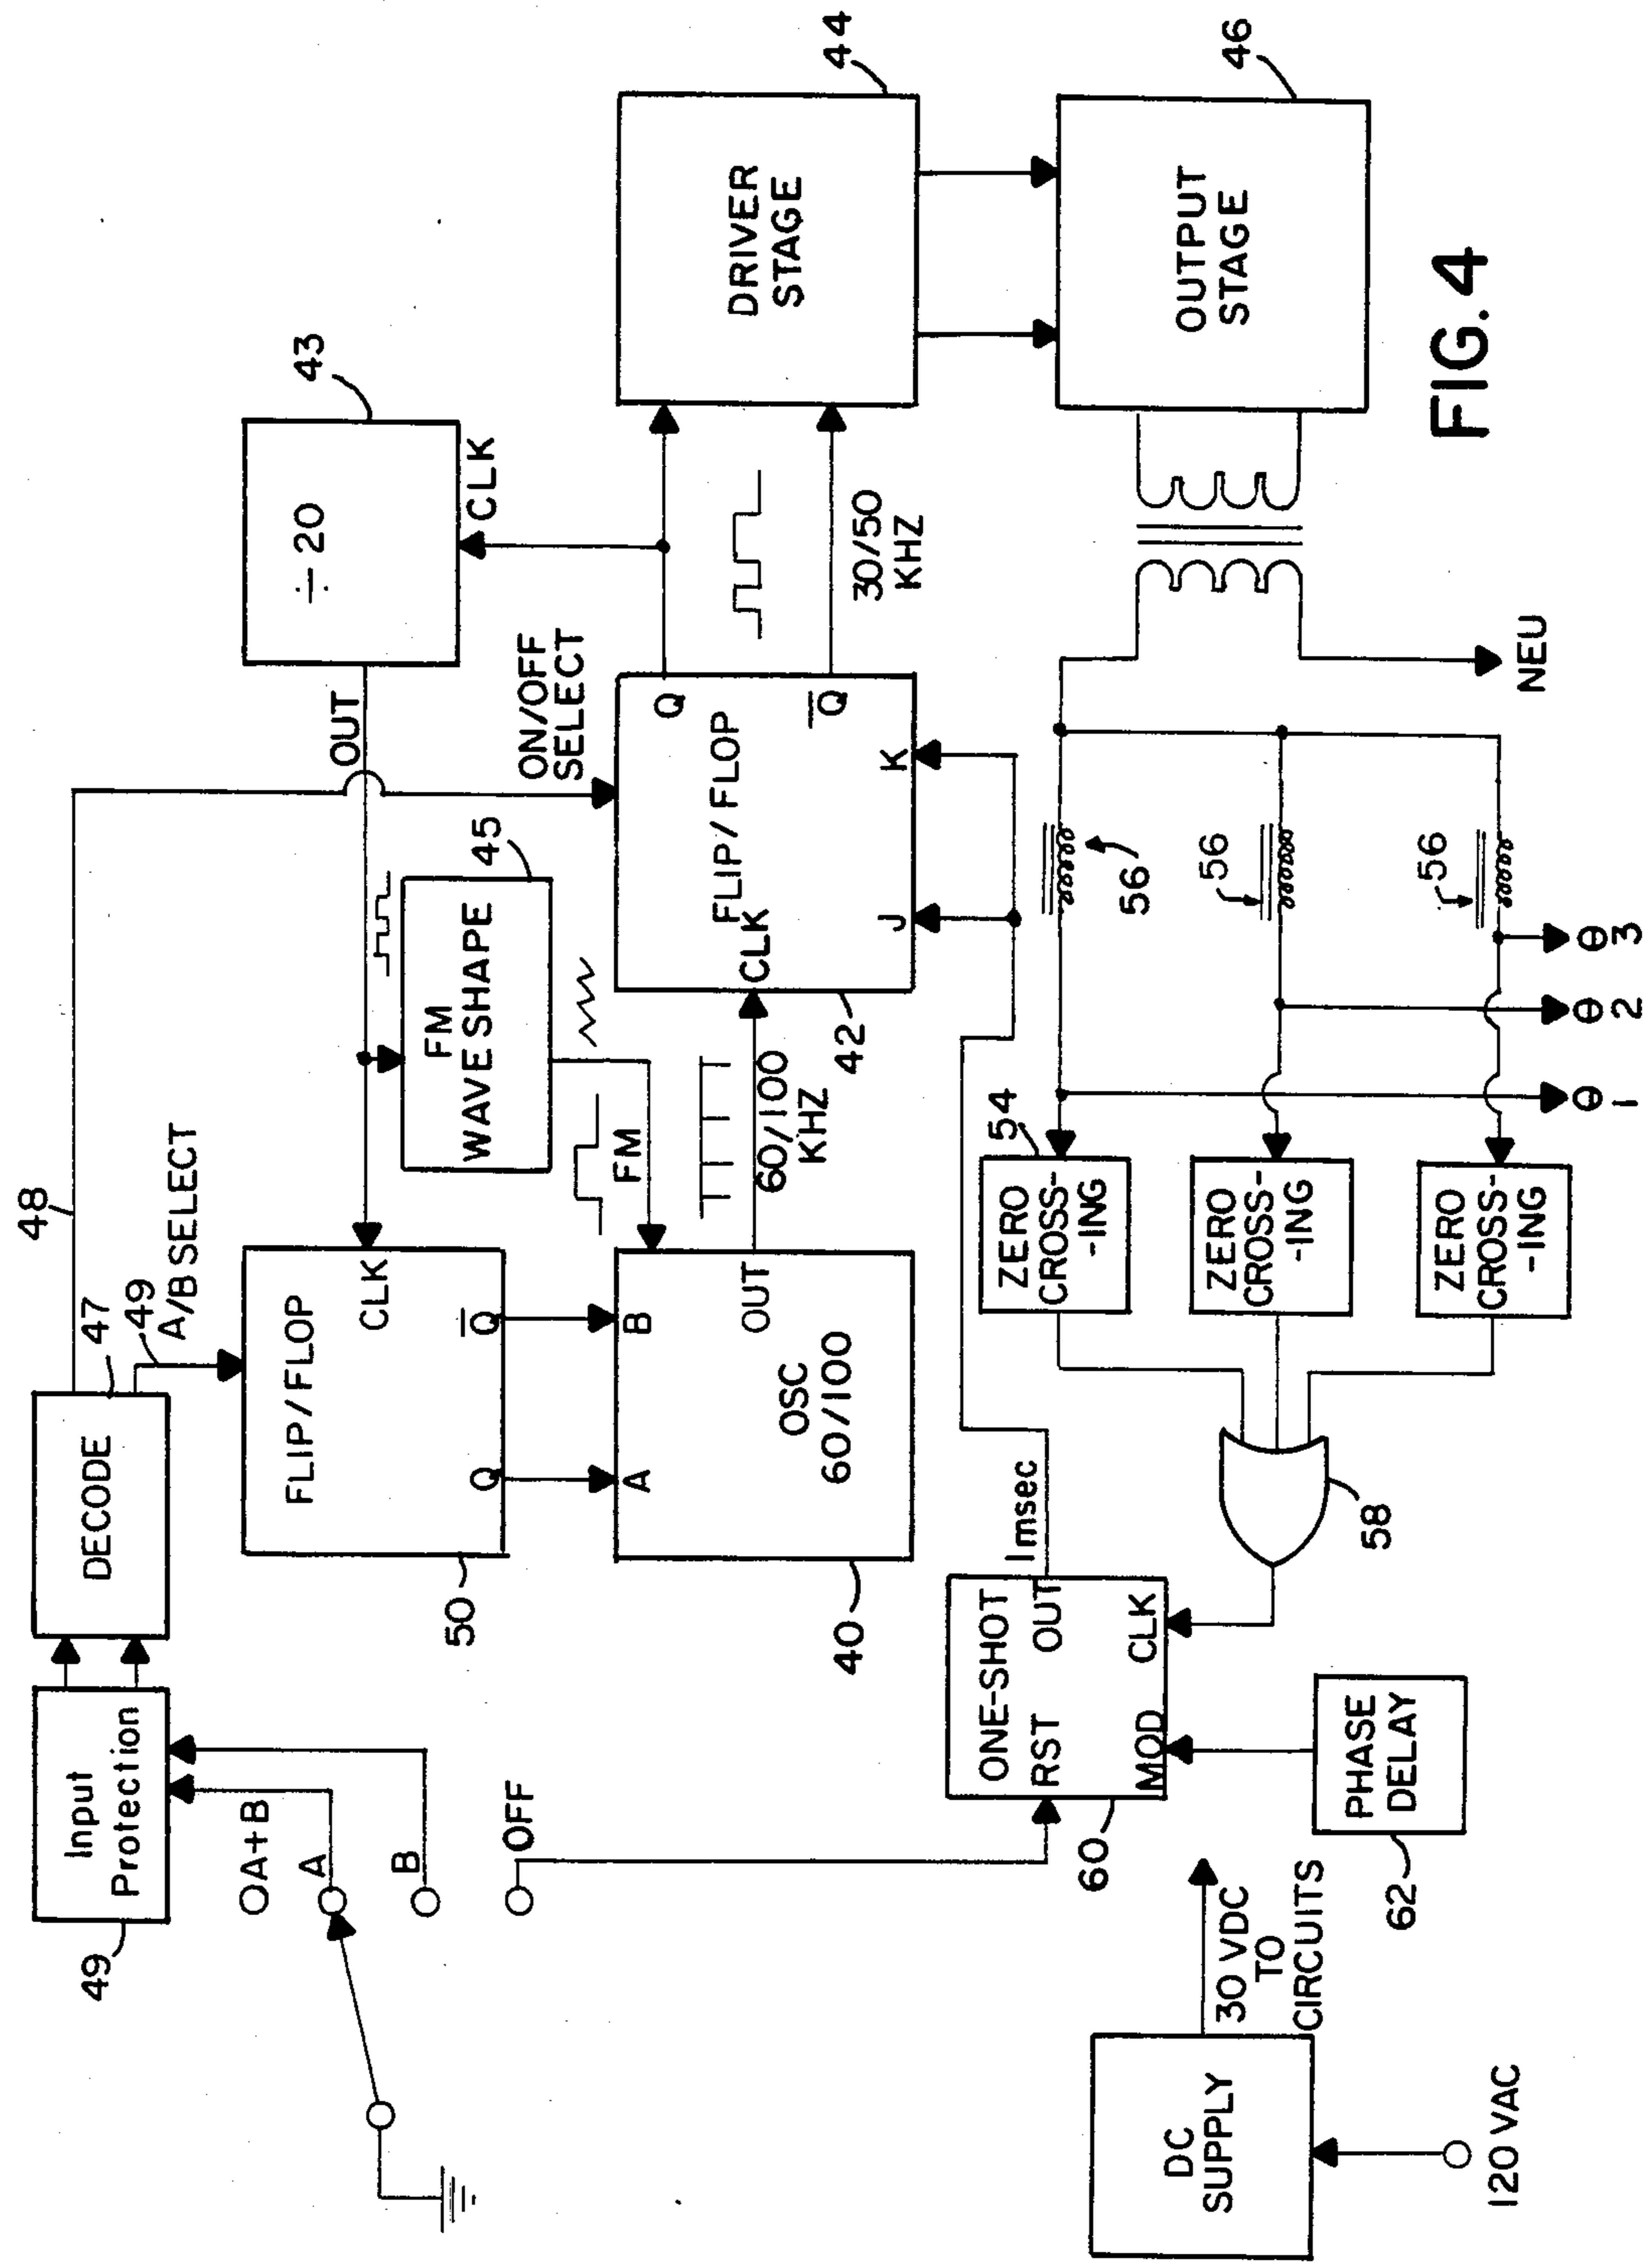 49
Input
Protection
DECODE
47
48
49
A/B SELECT
OUT
43
÷ 20
CLK
OA+B
A
B
OFF
FLIP/FLOP
CLK
Q
Q
50
FM
WAVESHAPE
45
ON/OFF
SELECT
A
B
OSC
60/100
OUT
40
FM
60/100
KHZ
FLIP/FLOP
CLK
Q
Q
J
K
42
30/50
KHZ
DRIVER
STAGE
44
ONE-SHOT
RST
OUT
MOD
CLK
60
1msec
PHASE
DELAY
62
58
ZERO
CROSS-
-ING
54
ZERO
CROSS-
-ING
ZERO
CROSS-
-ING
56
56
56
θ
1
θ
2
θ
3
NEU
OUTPUT
STAGE
46
DC
SUPPLY
30 VDC
TO
CIRCUITS
120 VAC
FIG. 4